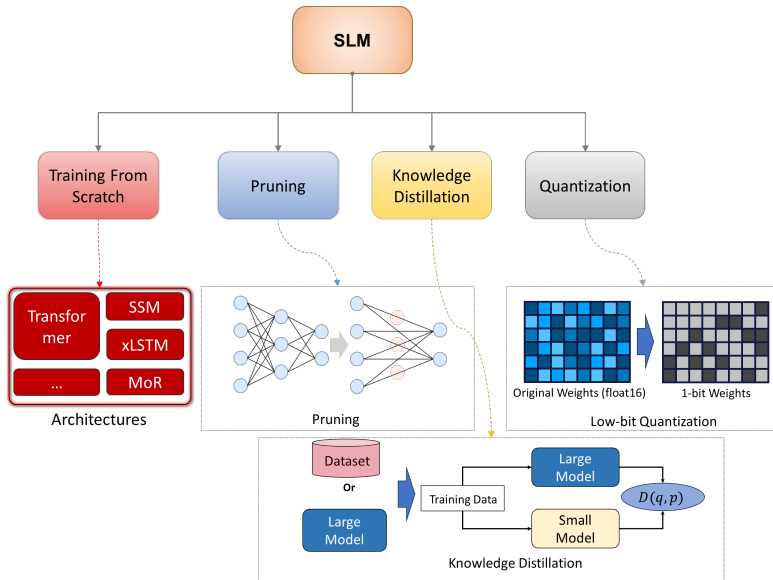 SLM
Training From
Scratch
Pruning
Knowledge
Distillation
Quantization
Transfor
mer
SSM
xLSTM
...
MoR
Architectures
Pruning
Original Weights (float16)
1-bit Weights
Low-bit Quantization
Dataset
Or
Large
Model
Training Data
Large
Model
Small
Model
D(q, p)
Knowledge Distillation